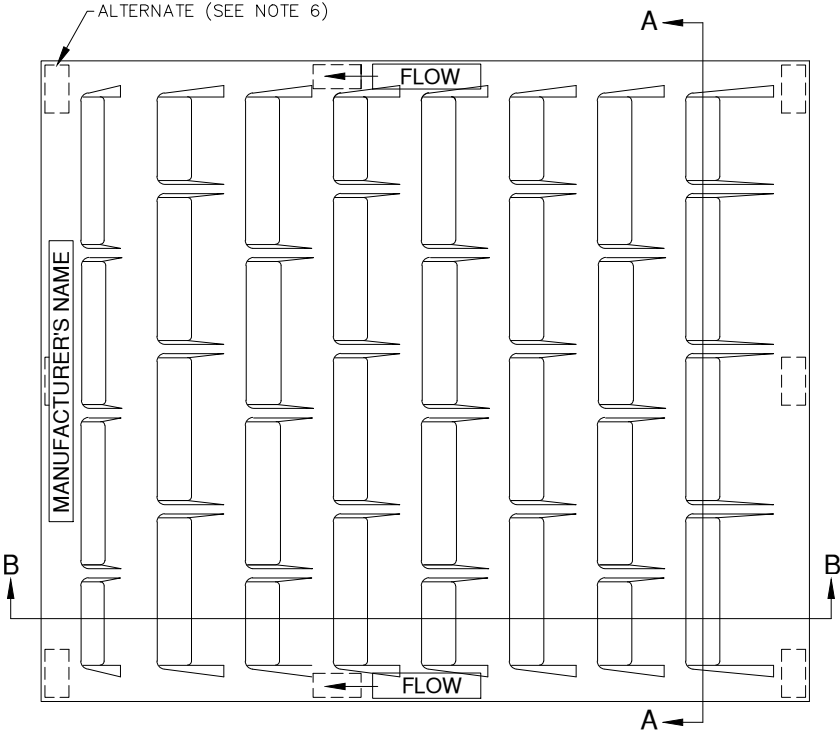 ALTERNATE (SEE NOTE 6)
A
FLOW
MANUFACTURER'S NAME
B
B
FLOW
A